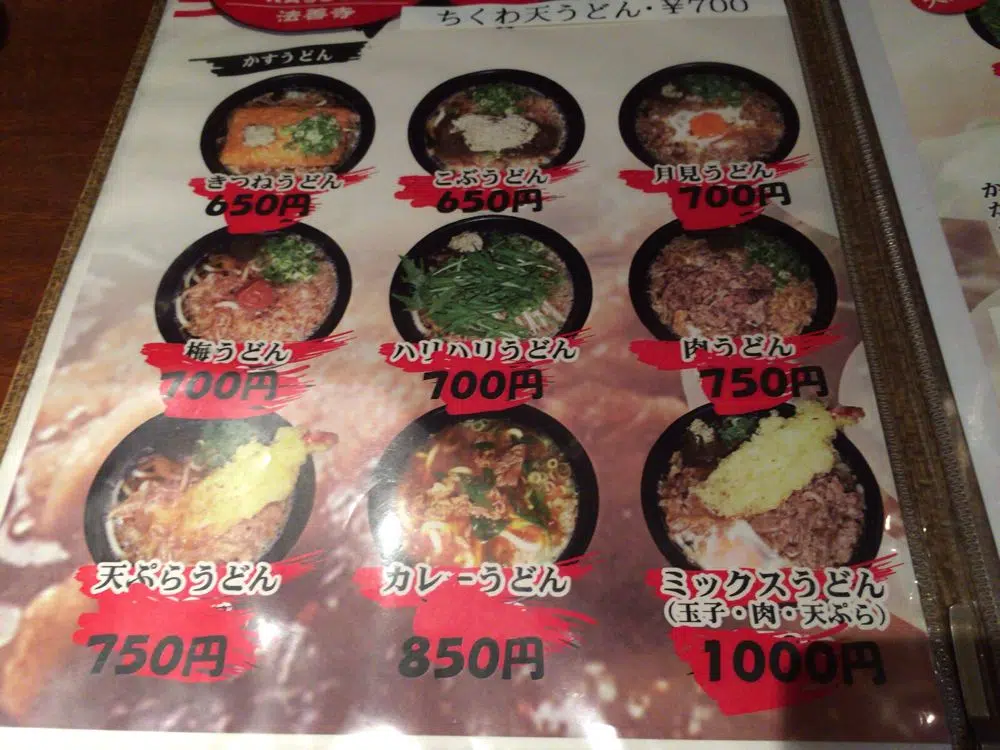 法善寺
ちくわ天うどん・¥700
かすうどん
きつねうどん
650円
こぶうどん
650円
月見うどん
700円
梅うどん
700円
ハリハリうどん
700円
肉うどん
750円
天ぷらうどん
750円
カレーうどん
850円
ミックスうどん
(玉子・肉・天ぷら)
1000円